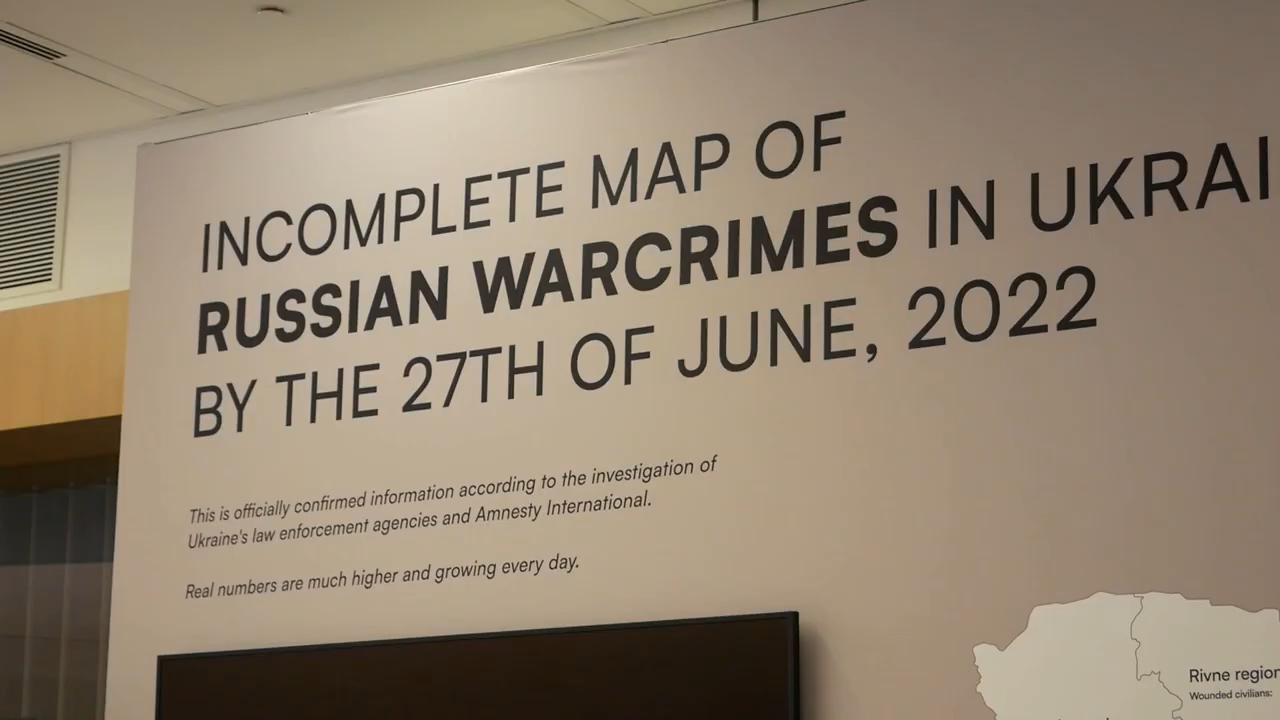 INCOMPLETE MAP OF
RUSSIAN WARCRIMES IN UKRAI
BY THE 27TH OF JUNE, 2022
This is officially confirmed information according to the investigation of
Ukraine's law enforcement agencies and Amnesty International.
Real numbers are much higher and growing every day.
Rivne region
Wounded civilians: